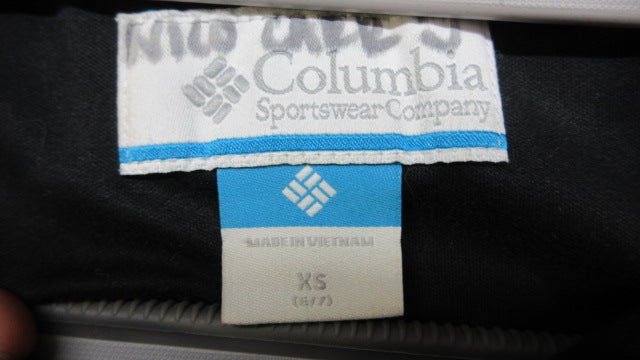 Columbia
Sportswear Company
MADE IN VIETNAM
XS
(6/7)